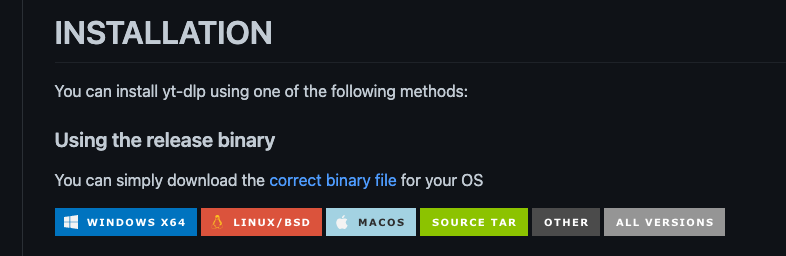 INSTALLATION
You can install yt-dlp using one of the following methods:
Using the release binary
You can simply download the correct binary file for your OS
WINDOWS X64 LINUX/BSD MACOS SOURCE TAR OTHER ALL VERSIONS